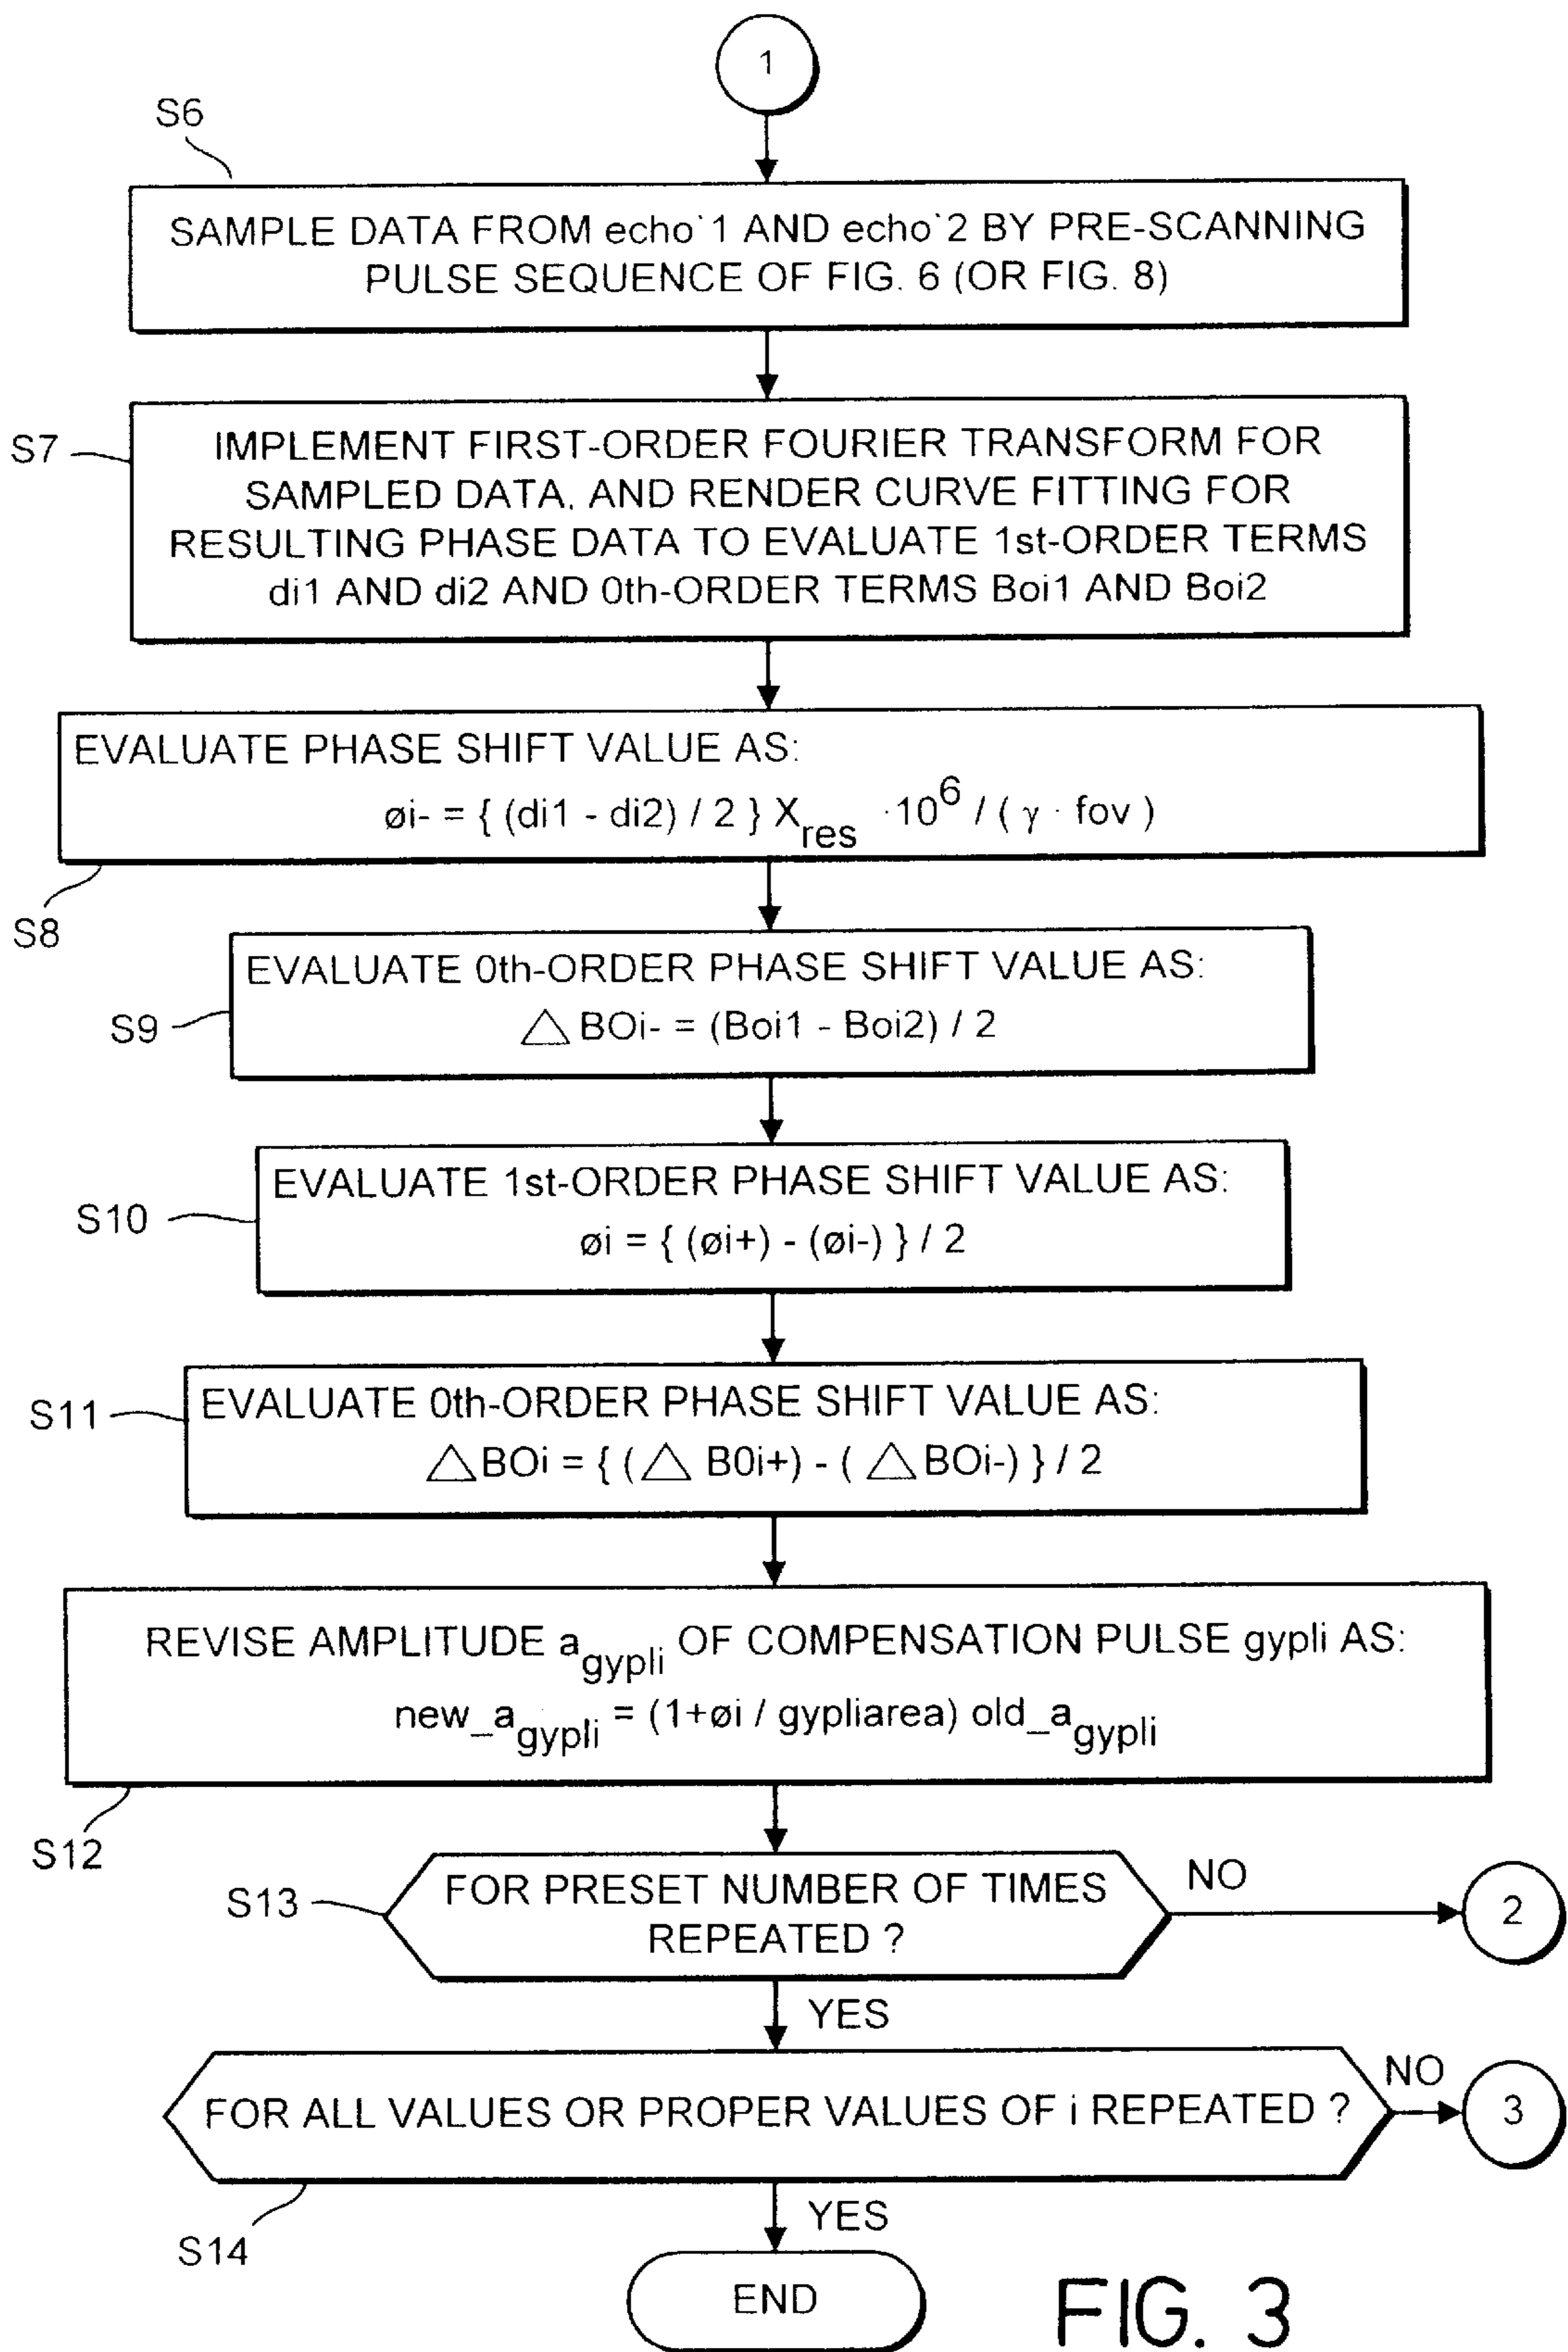 1
S6
SAMPLE DATA FROM echo'1 AND echo'2 BY PRE-SCANNING
PULSE SEQUENCE OF FIG. 6 (OR FIG. 8)
S7
IMPLEMENT FIRST-ORDER FOURIER TRANSFORM FOR
SAMPLED DATA, AND RENDER CURVE FITTING FOR
RESULTING PHASE DATA TO EVALUATE 1st-ORDER TERMS
di1 AND di2 AND 0th-ORDER TERMS Boi1 AND Boi2
EVALUATE PHASE SHIFT VALUE AS:
øi- = { (di1 - di2) / 2 } X_res · 10^6 / ( γ · fov )
S8
EVALUATE 0th-ORDER PHASE SHIFT VALUE AS:
S9
△ BOi- = (Boi1 - Boi2) / 2
EVALUATE 1st-ORDER PHASE SHIFT VALUE AS:
S10
øi = { (øi+) - (øi-) } / 2
EVALUATE 0th-ORDER PHASE SHIFT VALUE AS:
S11
△ BOi = { ( △ B0i+) - ( △ BOi-) } / 2
REVISE AMPLITUDE a_gypli OF COMPENSATION PULSE gypli AS:
new_a_gypli = (1+øi / gypliarea) old_a_gypli
S12
FOR PRESET NUMBER OF TIMES
REPEATED ?
S13
NO
2
YES
FOR ALL VALUES OR PROPER VALUES OF i REPEATED ?
NO
3
S14
YES
END
FIG. 3